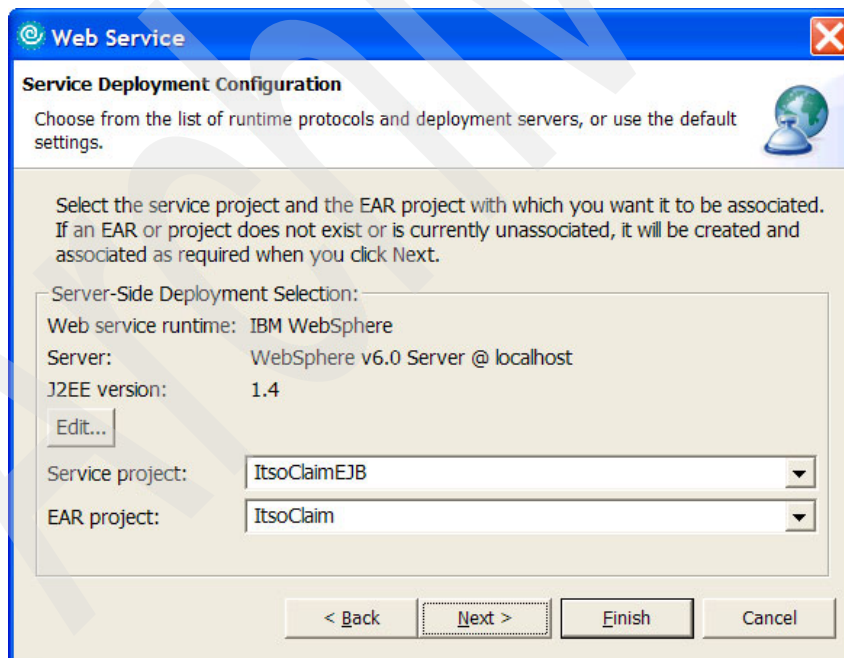 Web Service
Service Deployment Configuration
Choose from the list of runtime protocols and deployment servers, or use the default
settings.
Select the service project and the EAR project with which you want it to be associated.
If an EAR or project does not exist or is currently unassociated, it will be created and
associated as required when you click Next.
Server-Side Deployment Selection:
Web service runtime: IBM WebSphere
Server: WebSphere v6.0 Server @ localhost
J2EE version: 1.4
Edit...
Service project: ItsoClaimEJB
EAR project: ItsoClaim
< Back Next > Finish Cancel